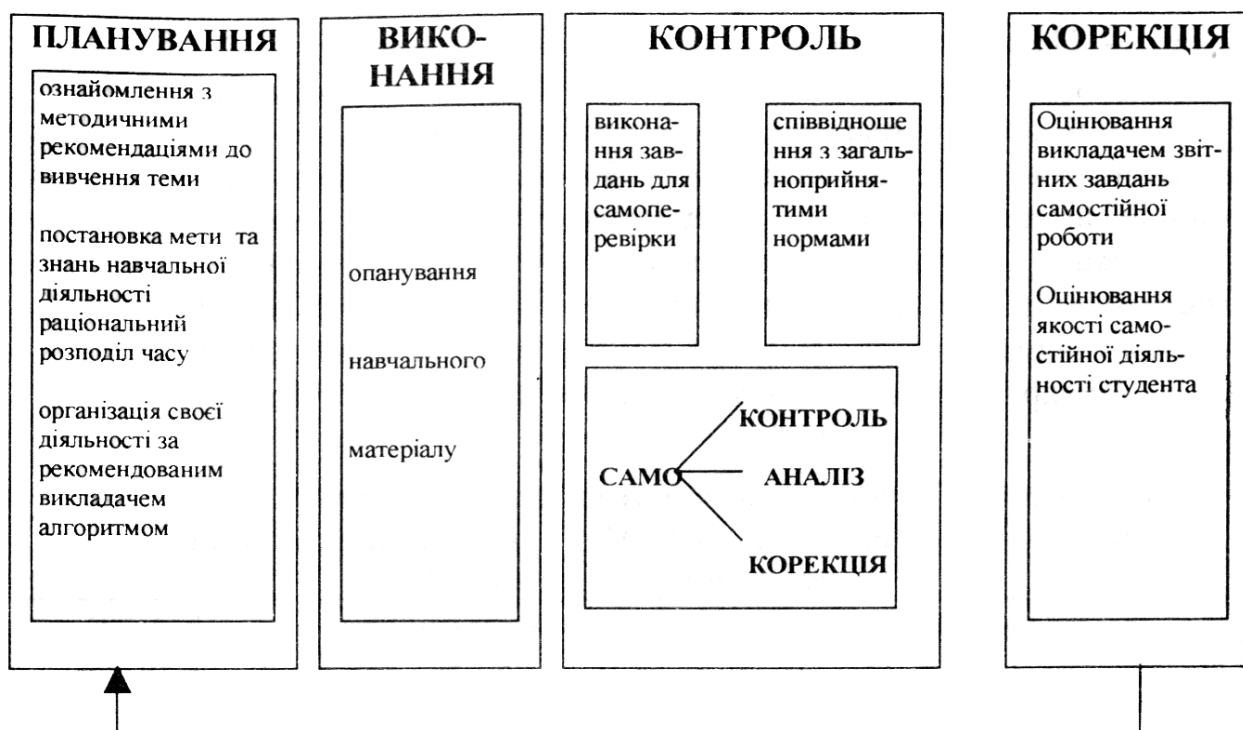 ПЛАНУВАННЯ
ознайомлення з
методичними
рекомендаціями до
вивчення теми
постановка мети та
знань навчальної
діяльності
раціональний
розподіл часу
організація своєї
діяльності за
рекомендованим
викладачем
алгоритмом
ВИКО-
НАННЯ
опанування
навчального
матеріалу
КОНТРОЛЬ
викона-
ння зав-
дань для
самопе-
ревірки
співвідноше
ння з загаль-
ноприйня-
тими
нормами
САМО
КОНТРОЛЬ
АНАЛІЗ
КОРЕКЦІЯ
КОРЕКЦІЯ
Оцінювання
викладачем звіт-
них завдань
самостійної
роботи
Оцінювання
якості само-
стійної діяль-
ності студента